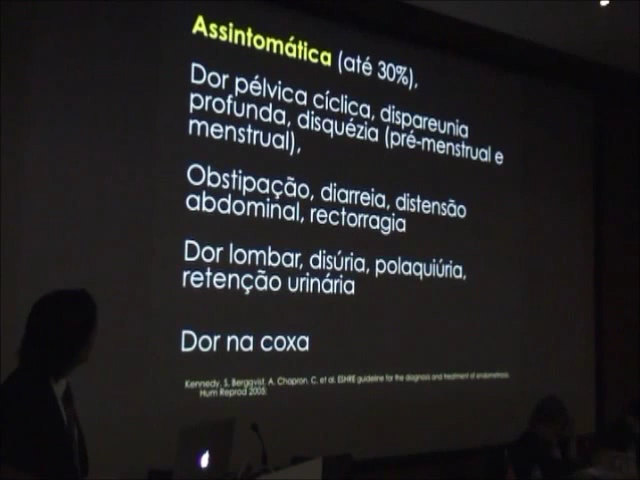 Assintomática (até 30%),
Dor pélvica cíclica, dispareunia
profunda, disquézia (pré-menstrual e
menstrual),
Obstipação, diarreia, distensão
abdominal, rectorragia
Dor lombar, disúria, polaquiúria,
retenção urinária
Dor na coxa
Kennedy, S. Bergqvist, A. Chapron, C. et al. ESHRE guideline for the diagnosis and treatment of endometriosis.
Hum Reprod 2005;